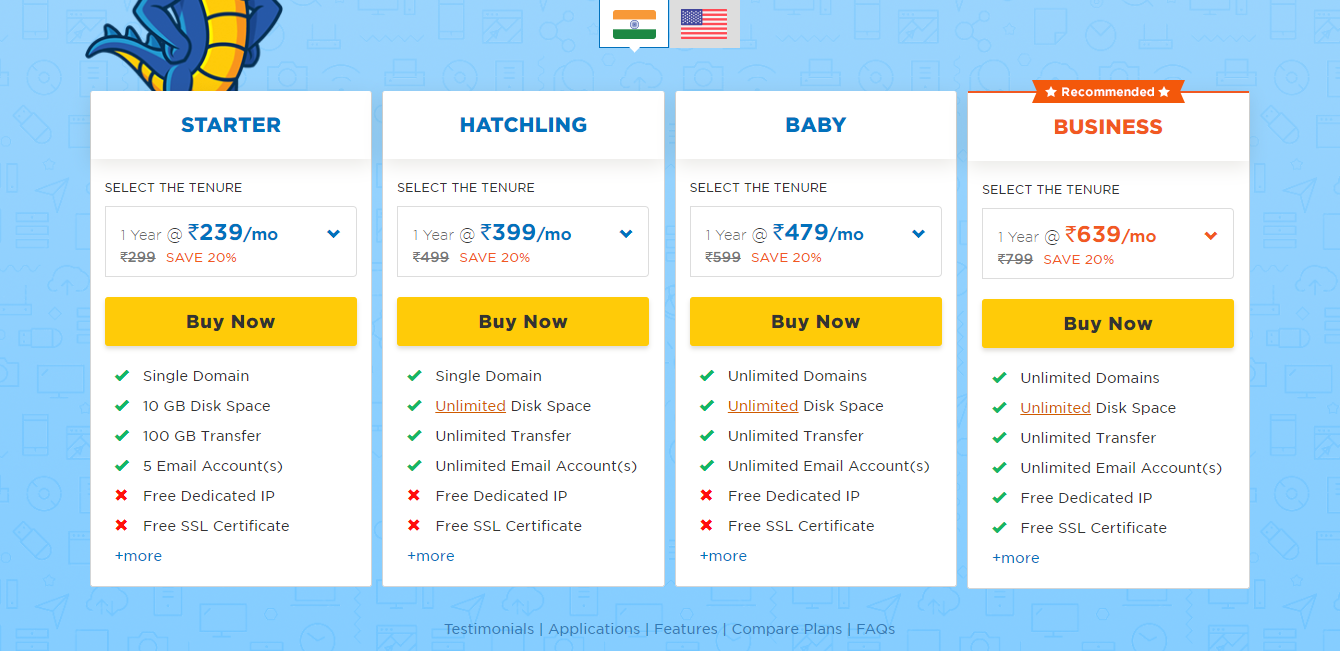 ★ Recommended ★
STARTER
SELECT THE TENURE
1 Year @ ₹239/mo
₹299 SAVE 20%
Buy Now
Single Domain
10 GB Disk Space
100 GB Transfer
5 Email Account(s)
Free Dedicated IP
Free SSL Certificate
+more
HATCHLING
SELECT THE TENURE
1 Year @ ₹399/mo
₹499 SAVE 20%
Buy Now
Single Domain
Unlimited Disk Space
Unlimited Transfer
Unlimited Email Account(s)
Free Dedicated IP
Free SSL Certificate
+more
BABY
SELECT THE TENURE
1 Year @ ₹479/mo
₹599 SAVE 20%
Buy Now
Unlimited Domains
Unlimited Disk Space
Unlimited Transfer
Unlimited Email Account(s)
Free Dedicated IP
Free SSL Certificate
+more
BUSINESS
SELECT THE TENURE
1 Year @ ₹639/mo
₹799 SAVE 20%
Buy Now
Unlimited Domains
Unlimited Disk Space
Unlimited Transfer
Unlimited Email Account(s)
Free Dedicated IP
Free SSL Certificate
+more
Testimonials | Applications | Features | Compare Plans | FAQs